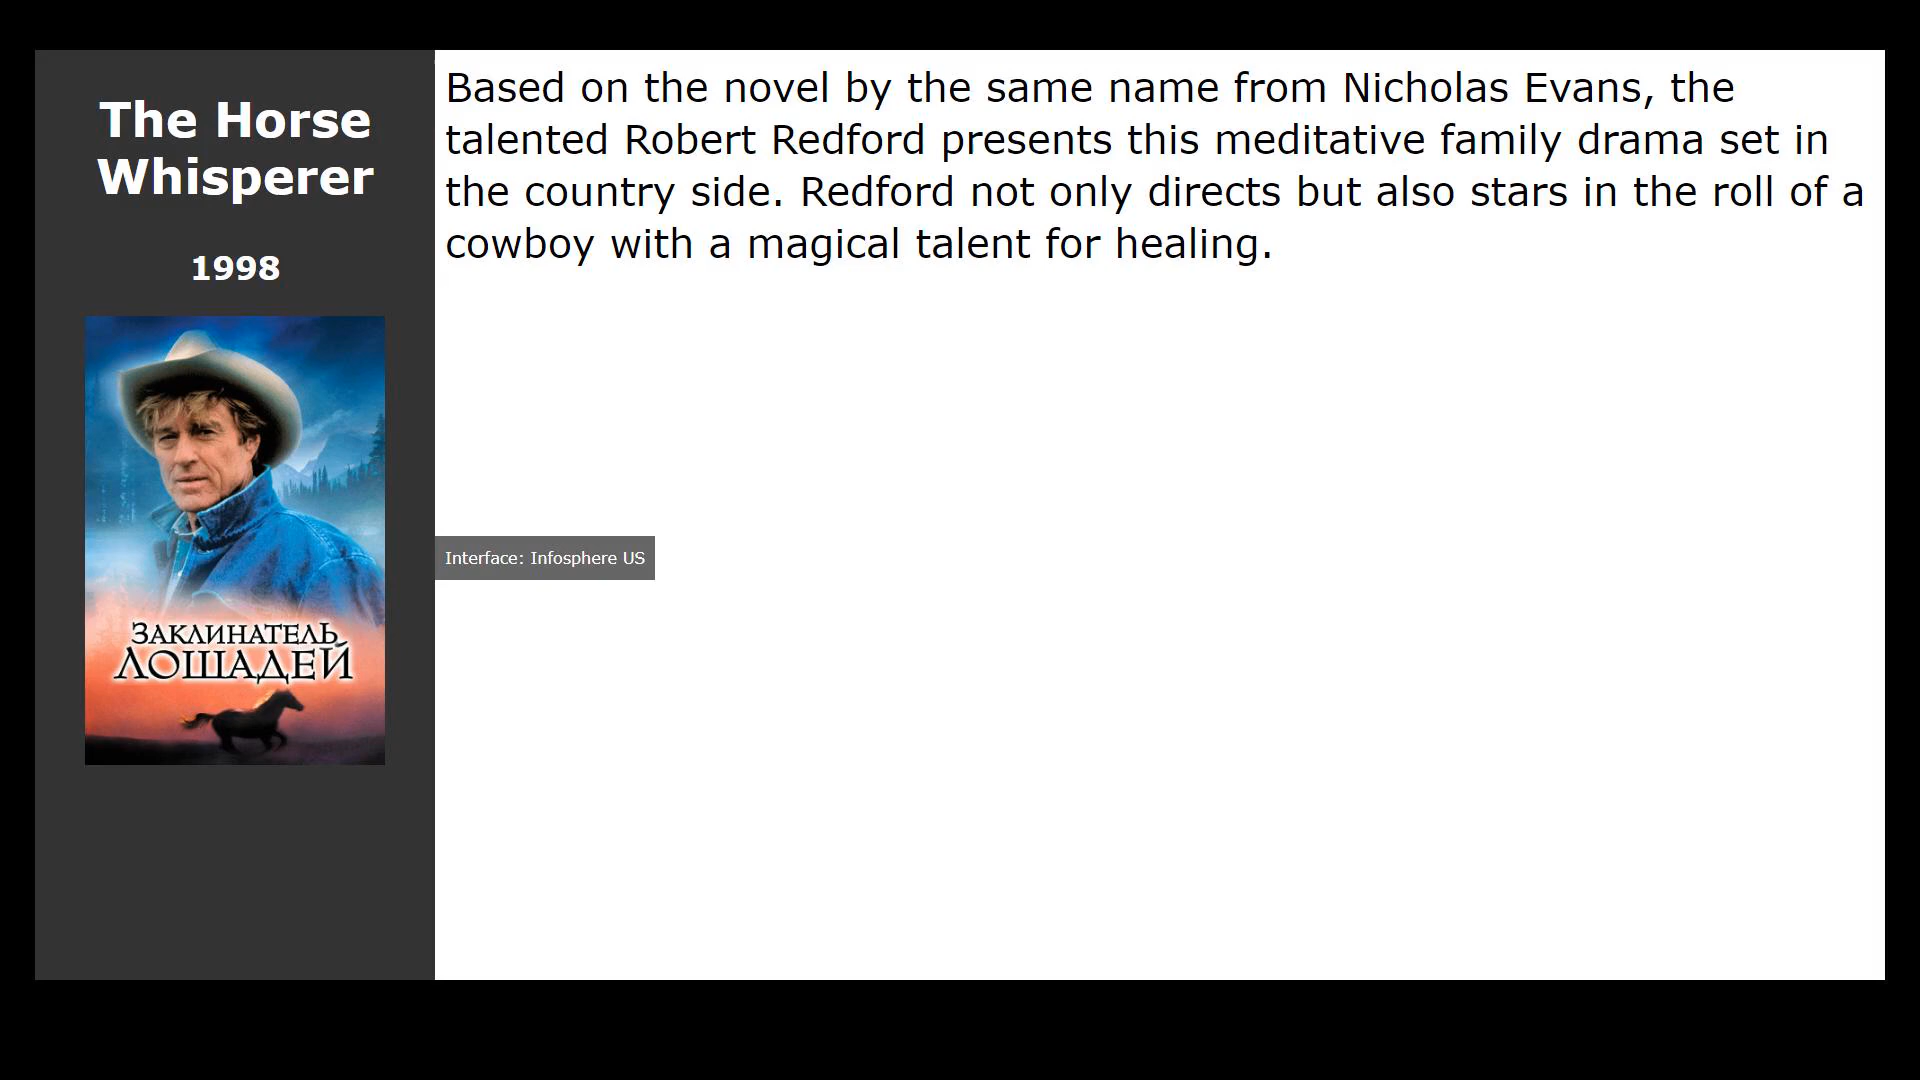 The Horse
Whisperer
1998
ЗАКЛИНАТЕЛЬ
ЛОШАДЕЙ
Based on the novel by the same name from Nicholas Evans, the
talented Robert Redford presents this meditative family drama set in
the country side. Redford not only directs but also stars in the roll of a
cowboy with a magical talent for healing.
Interface: Infosphere US